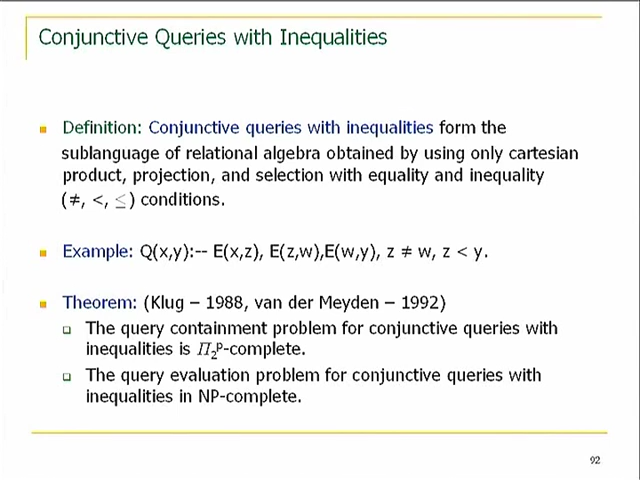 Conjunctive Queries with Inequalities
Definition: Conjunctive queries with inequalities form the
sublanguage of relational algebra obtained by using only cartesian
product, projection, and selection with equality and inequality
(≠, <, ≤) conditions.
Example: Q(x,y):-- E(x,z), E(z,w),E(w,y), z ≠ w, z < y.
Theorem: (Klug – 1988, van der Meyden – 1992)
The query containment problem for conjunctive queries with
inequalities is Π₂ᵖ-complete.
The query evaluation problem for conjunctive queries with
inequalities in NP-complete.
92